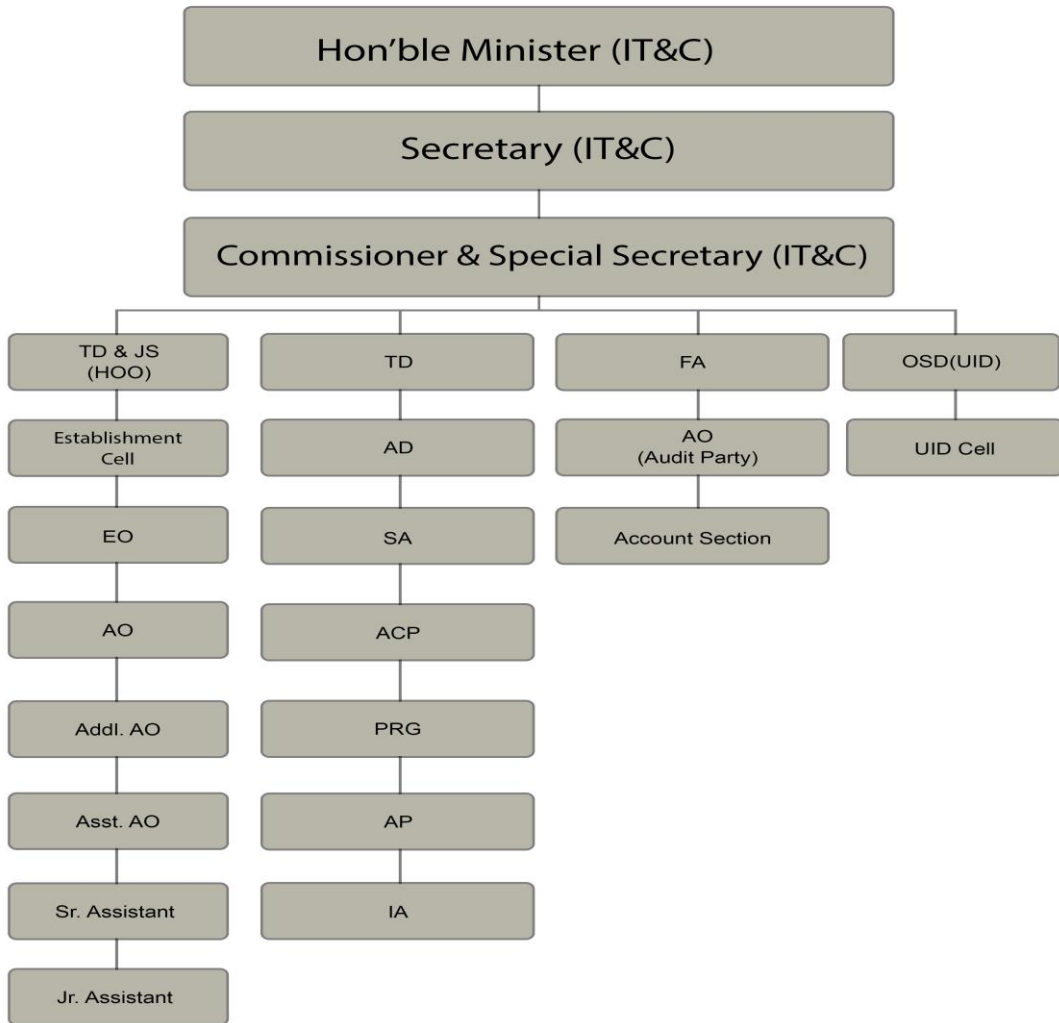 Hon'ble Minister (IT&C)
Secretary (IT&C)
Commissioner & Special Secretary (IT&C)
TD & JS
(HOO)
Establishment
Cell
EO
AO
Addl. AO
Asst. AO
Sr. Assistant
Jr. Assistant
TD
AD
SA
ACP
PRG
AP
IA
FA
AO
(Audit Party)
Account Section
OSD(UID)
UID Cell